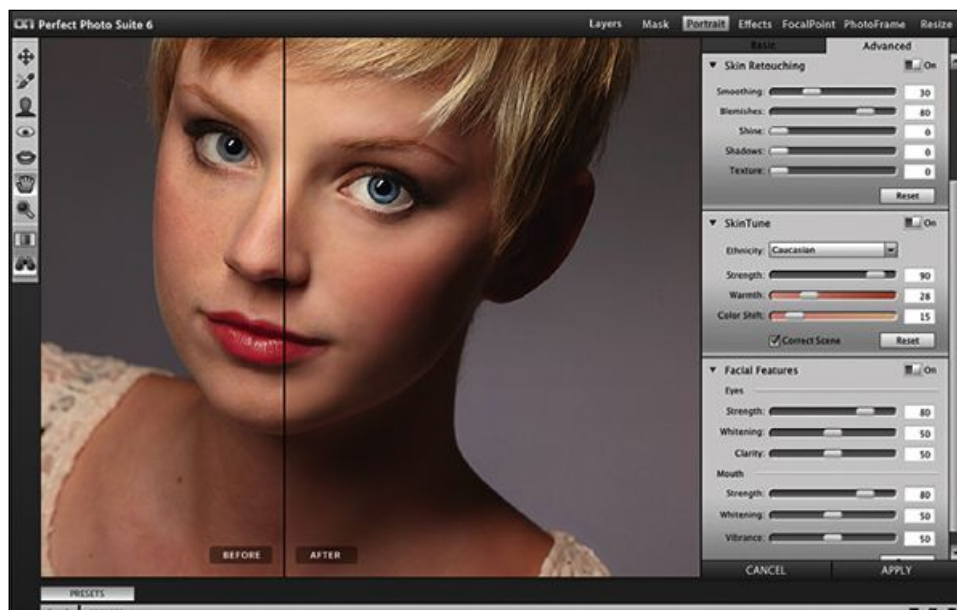 on Perfect Photo Suite 6
Layers Mask Portrait Effects FocalPoint PhotoFrame Resize
Basic Advanced
Skin Retouching On
Smoothing: 30
Blemishes: 80
Shine: 0
Shadows: 0
Texture: 0
Reset
SkinTune On
Ethnicity: Caucasian
Strength: 90
Warmth: 28
Color Shift: 15
Correct Scene Reset
Facial Features On
Eyes
Strength: 80
Whitening: 50
Clarity: 50
Mouth
Strength: 80
Whitening: 50
Vibrance: 50
BEFORE AFTER
CANCEL APPLY
PRESETS